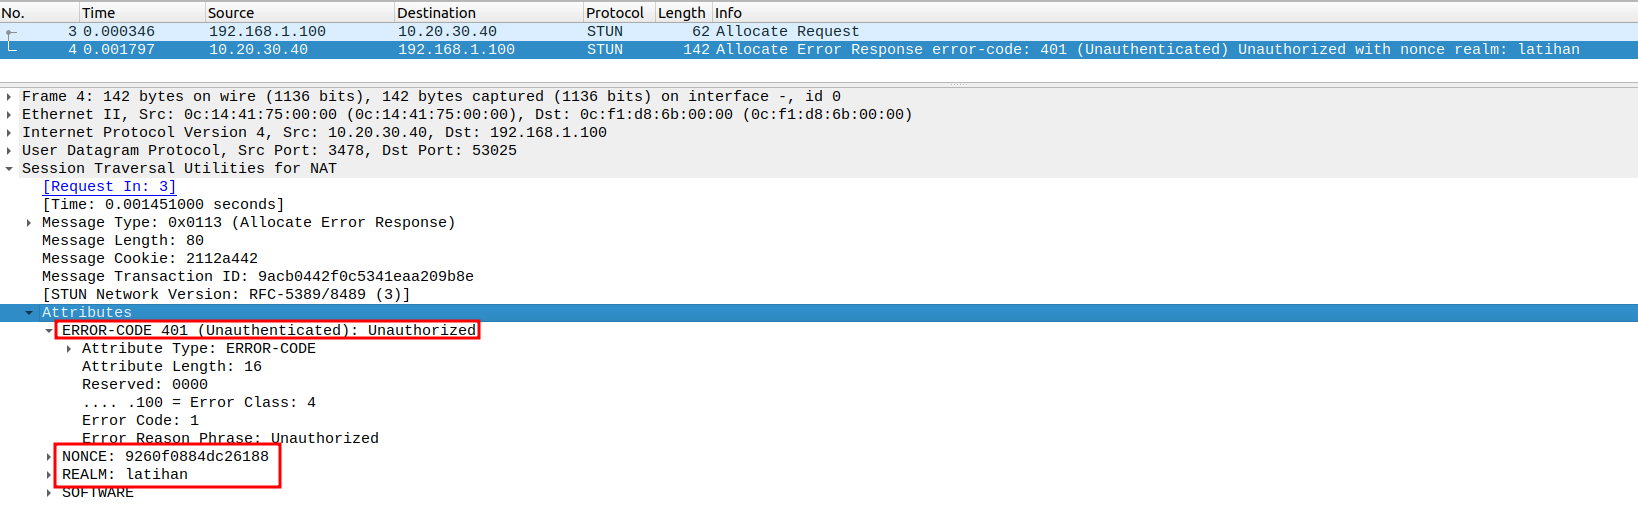 No. Time Source Destination Protocol Length Info
3 0.000346 192.168.1.100 10.20.30.40 STUN 62 Allocate Request
4 0.001797 10.20.30.40 192.168.1.100 STUN 142 Allocate Error Response error-code: 401 (Unauthenticated) Unauthorized with nonce realm: latihan
Frame 4: 142 bytes on wire (1136 bits), 142 bytes captured (1136 bits) on interface -, id 0
Ethernet II, Src: 0c:14:41:75:00:00 (0c:14:41:75:00:00), Dst: 0c:f1:d8:6b:00:00 (0c:f1:d8:6b:00:00)
Internet Protocol Version 4, Src: 10.20.30.40, Dst: 192.168.1.100
User Datagram Protocol, Src Port: 3478, Dst Port: 53025
Session Traversal Utilities for NAT
[Request In: 3]
[Time: 0.001451000 seconds]
Message Type: 0x0113 (Allocate Error Response)
Message Length: 80
Message Cookie: 2112a442
Message Transaction ID: 9acb0442f0c5341eaa209b8e
[STUN Network Version: RFC-5389/8489 (3)]
Attributes
ERROR-CODE 401 (Unauthenticated): Unauthorized
Attribute Type: ERROR-CODE
Attribute Length: 16
Reserved: 0000
.... .100 = Error Class: 4
Error Code: 1
Error Reason Phrase: Unauthorized
NONCE: 9260f0884dc26188
REALM: latihan
SOFTWARE